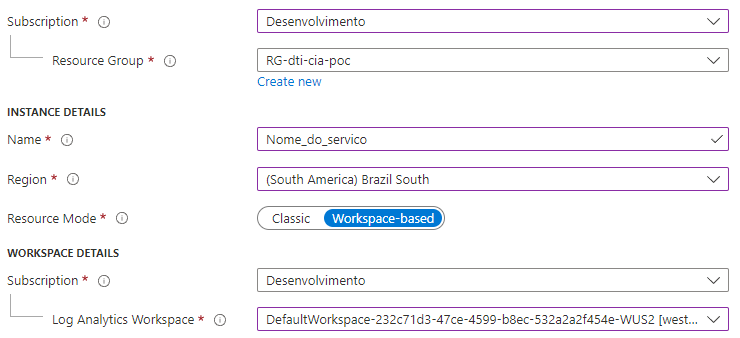 Subscription *
Desenvolvimento
Resource Group *
RG-dti-cia-poc
Create new
INSTANCE DETAILS
Name *
Nome_do_servico
Region *
(South America) Brazil South
Resource Mode *
Classic
Workspace-based
WORKSPACE DETAILS
Subscription *
Desenvolvimento
Log Analytics Workspace *
DefaultWorkspace-232c71d3-47ce-4599-b8ec-532a2a2f454e-WUS2 [west...